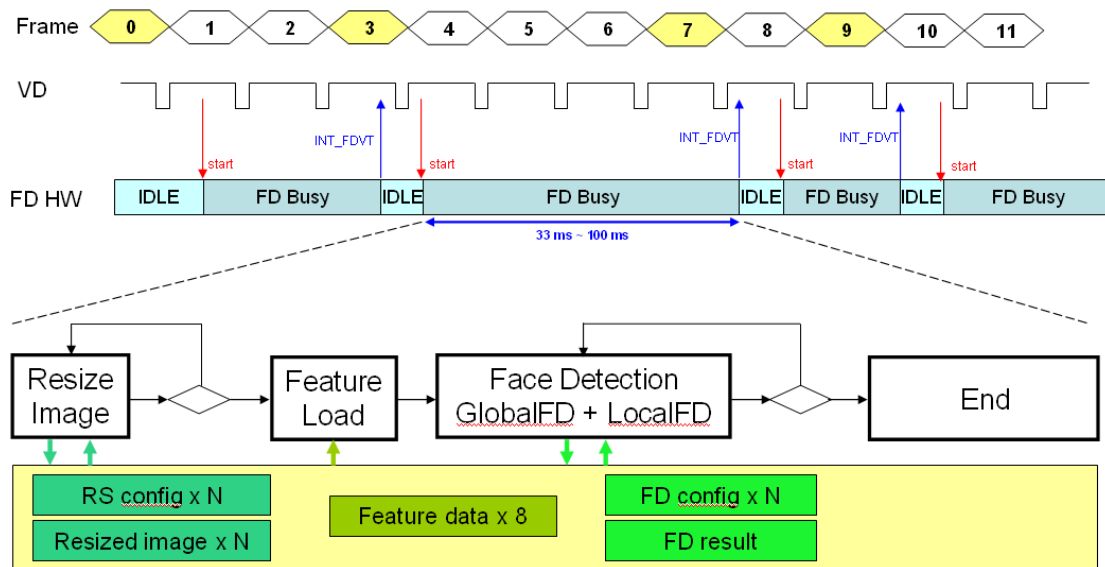 Frame 0 1 2 3 4 5 6 7 8 9 10 11
VD
INT_FDVT INT_FDVT INT_FDVT
start start start start
FD HW IDLE FD Busy IDLE FD Busy IDLE FD Busy IDLE FD Busy
33 ms ~ 100 ms
Resize
Image
Feature
Load
Face Detection
GlobalFD + LocalFD
End
RS config x N
Resized image x N
Feature data x 8
FD config x N
FD result